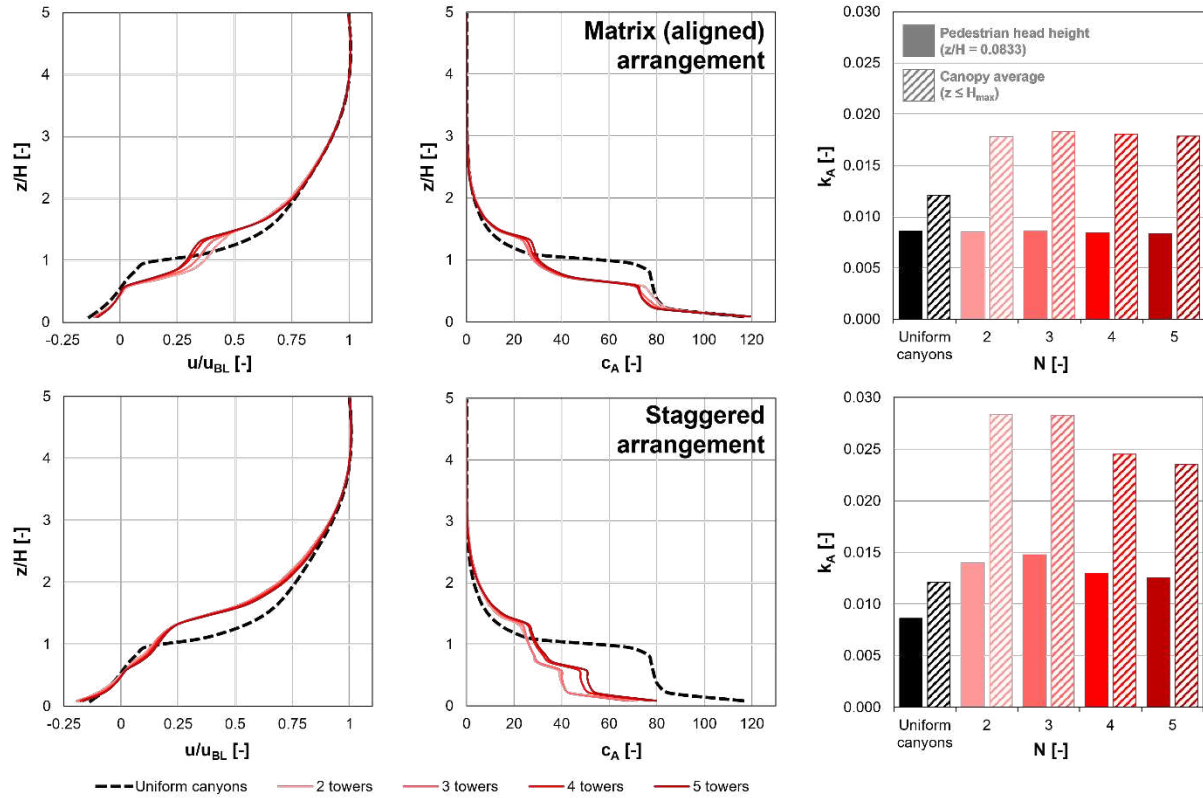 5
4
3
2
1
0
z/H [-]
-0.25 0 0.25 0.5 0.75 1
u/u_BL [-]
Matrix (aligned)
arrangement
5
4
3
2
1
0
z/H [-]
0 20 40 60 80 100 120
c_A [-]
0.030
0.025
0.020
0.015
0.010
0.005
0.000
k_A [-]
Pedestrian head height
(z/H = 0.0833)
Canopy average
(z ≤ H_max)
Uniform 2 3 4 5
canyons
N [-]
5
4
3
2
1
0
z/H [-]
-0.25 0 0.25 0.5 0.75 1
u/u_BL [-]
Staggered
arrangement
5
4
3
2
1
0
z/H [-]
0 20 40 60 80 100 120
c_A [-]
0.030
0.025
0.020
0.015
0.010
0.005
0.000
k_A [-]
Uniform 2 3 4 5
canyons
N [-]
Uniform canyons 2 towers 3 towers 4 towers 5 towers